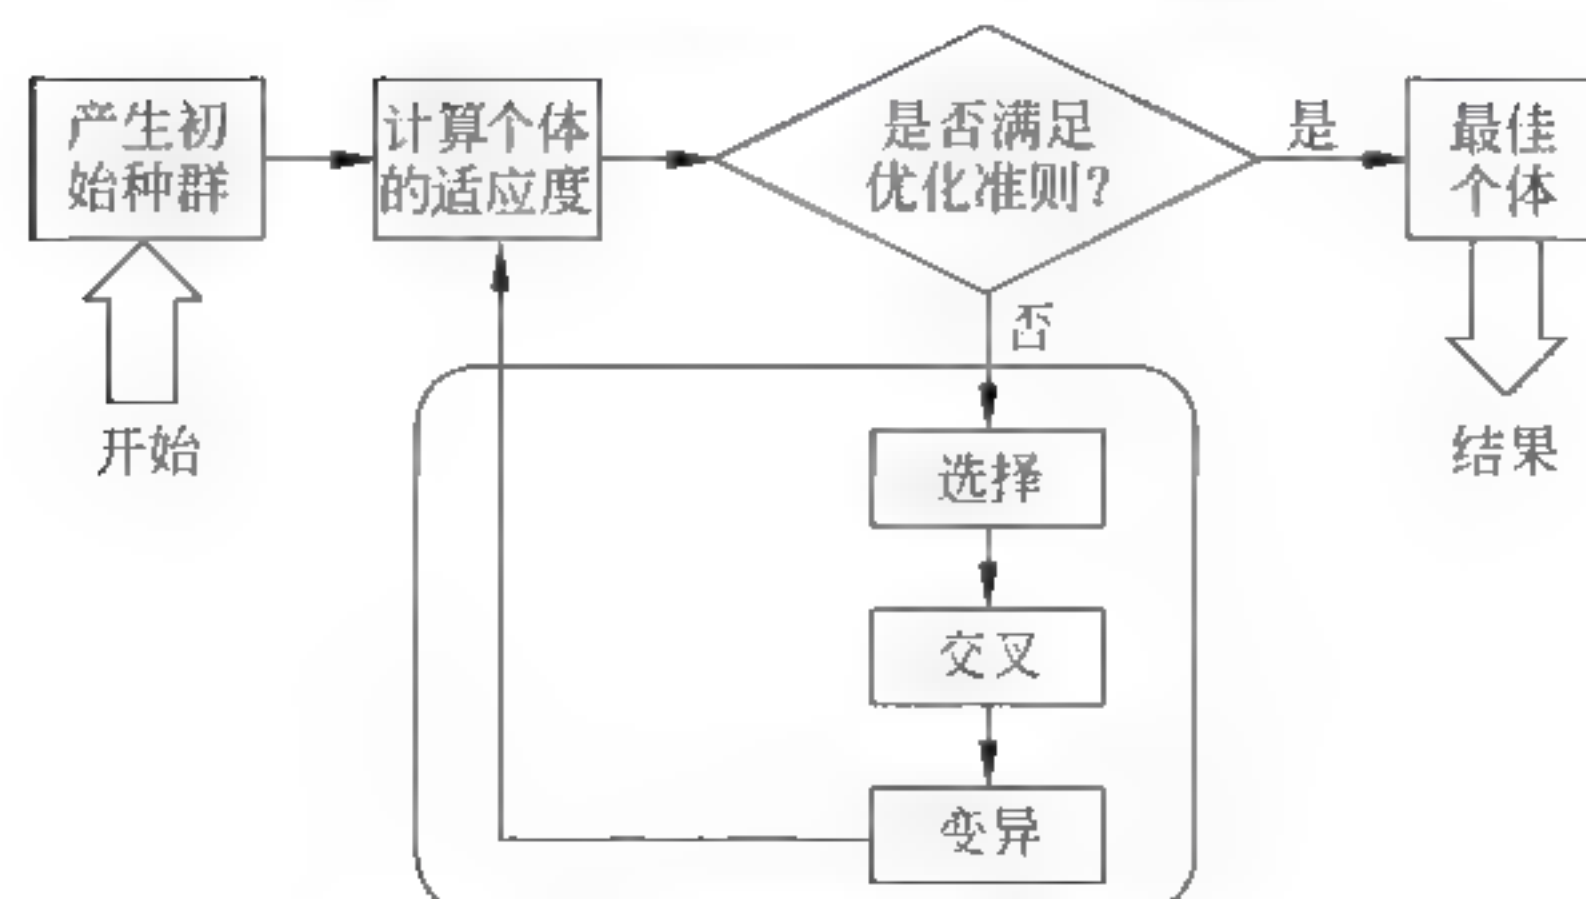 产生初
始种群
计算个体
的适应度
是否满足
优化准则?
是
最佳
个体
否
开始
结果
选择
交叉
变异